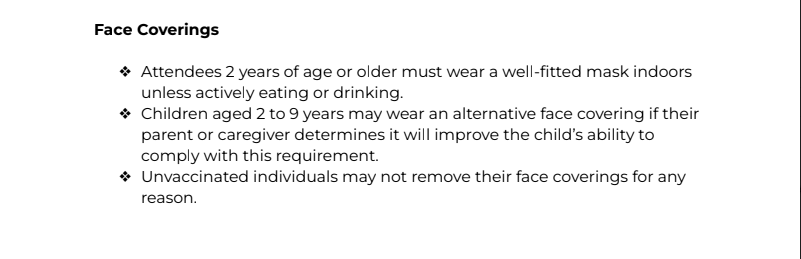 Face Coverings
❖ Attendees 2 years of age or older must wear a well-fitted mask indoors
unless actively eating or drinking.
❖ Children aged 2 to 9 years may wear an alternative face covering if their
parent or caregiver determines it will improve the child’s ability to
comply with this requirement.
❖ Unvaccinated individuals may not remove their face coverings for any
reason.